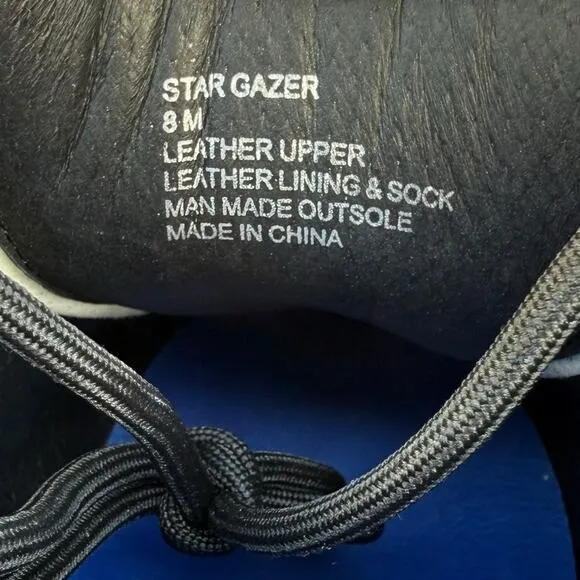 STAR GAZER
8 M
LEATHER UPPER
LEATHER LINING & SOCK
MAN MADE OUTSOLE
MADE IN CHINA